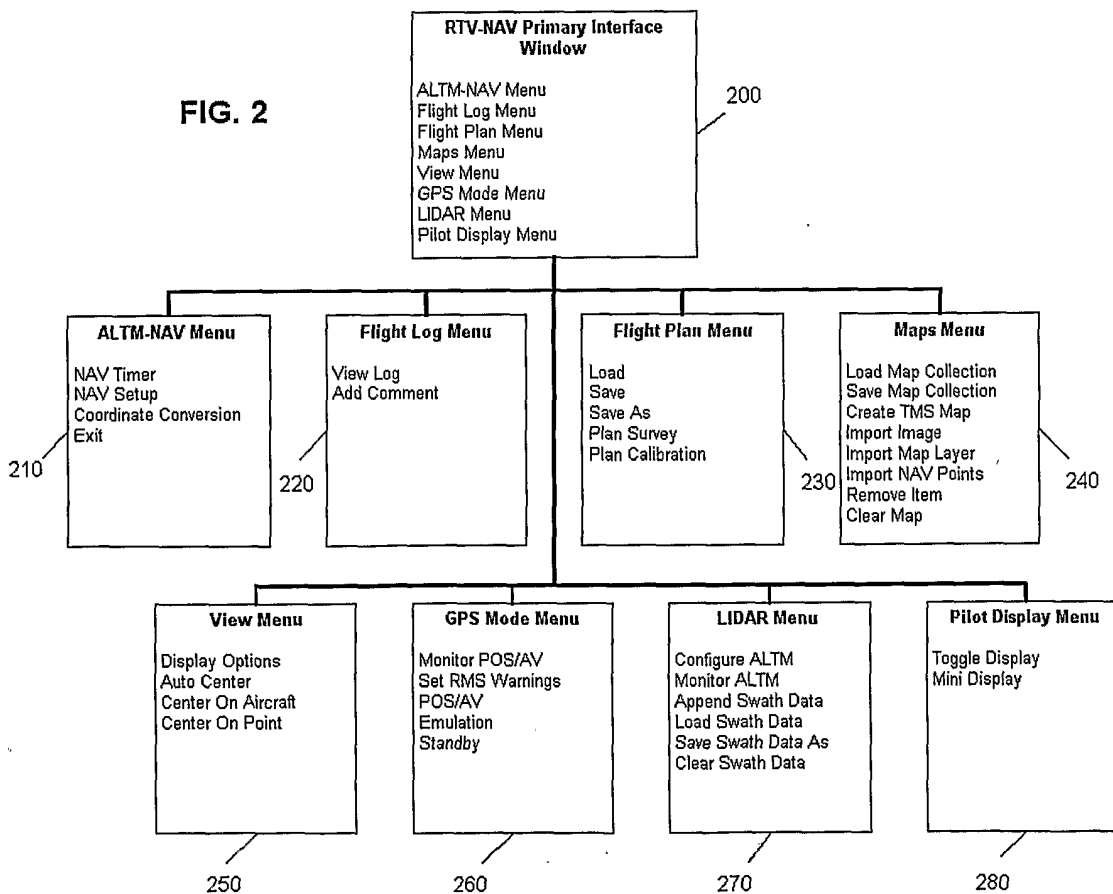 FIG. 2
RTV-NAV Primary Interface
Window
ALTM-NAV Menu
Flight Log Menu
Flight Plan Menu
Maps Menu
View Menu
GPS Mode Menu
LIDAR Menu
Pilot Display Menu
200
ALTM-NAV Menu
NAV Timer
NAV Setup
Coordinate Conversion
Exit
210
Flight Log Menu
View Log
Add Comment
220
Flight Plan Menu
Load
Save
Save As
Plan Survey
Plan Calibration
230
Maps Menu
Load Map Collection
Save Map Collection
Create TMS Map
Import Image
Import Map Layer
Import NAV Points
Remove Item
Clear Map
240
View Menu
Display Options
Auto Center
Center On Aircraft
Center On Point
250
GPS Mode Menu
Monitor POS/AV
Set RMS Warnings
POS/AV
Emulation
Standby
260
LIDAR Menu
Configure ALTM
Monitor ALTM
Append Swath Data
Load Swath Data
Save Swath Data As
Clear Swath Data
270
Pilot Display Menu
Toggle Display
Mini Display
280